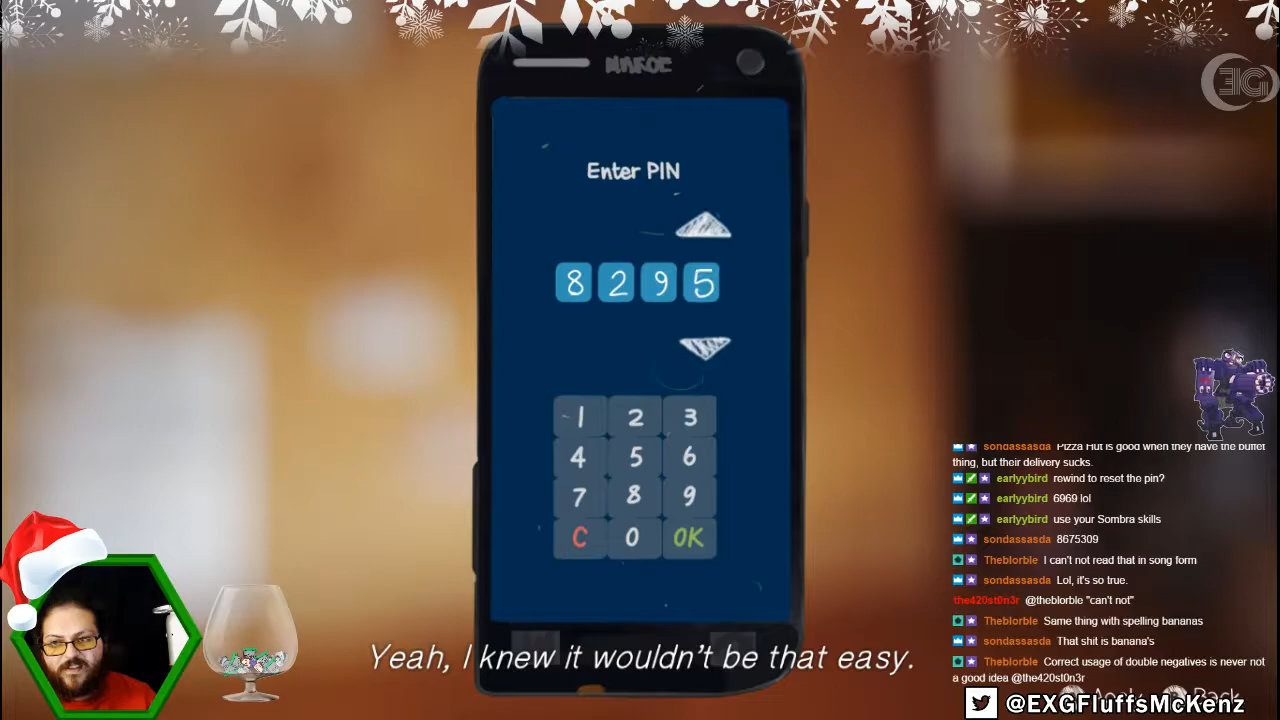 3G
Enter PIN
8 2 9 5
1 2 3
4 5 6
7 8 9
C 0 OK
Yeah, I knew it wouldn't be that easy.
sondassasda Pizza Hut is good when they have the buffet
thing, but their delivery sucks.
earlyybird rewind to reset the pin?
earlyybird 6969 lol
earlyybird use your Sombra skills
sondassasda 8675309
Theblorbie I can't not read that in song form
sondassasda Lol, it's so true.
the420st0n3r @theblorbie "can't not"
Theblorbie Same thing with spelling bananas
sondassasda That shit is banana's
Theblorbie Correct usage of double negatives is never not
a good idea @the420st0n3r
Back
@EXGFluffsMcKenz